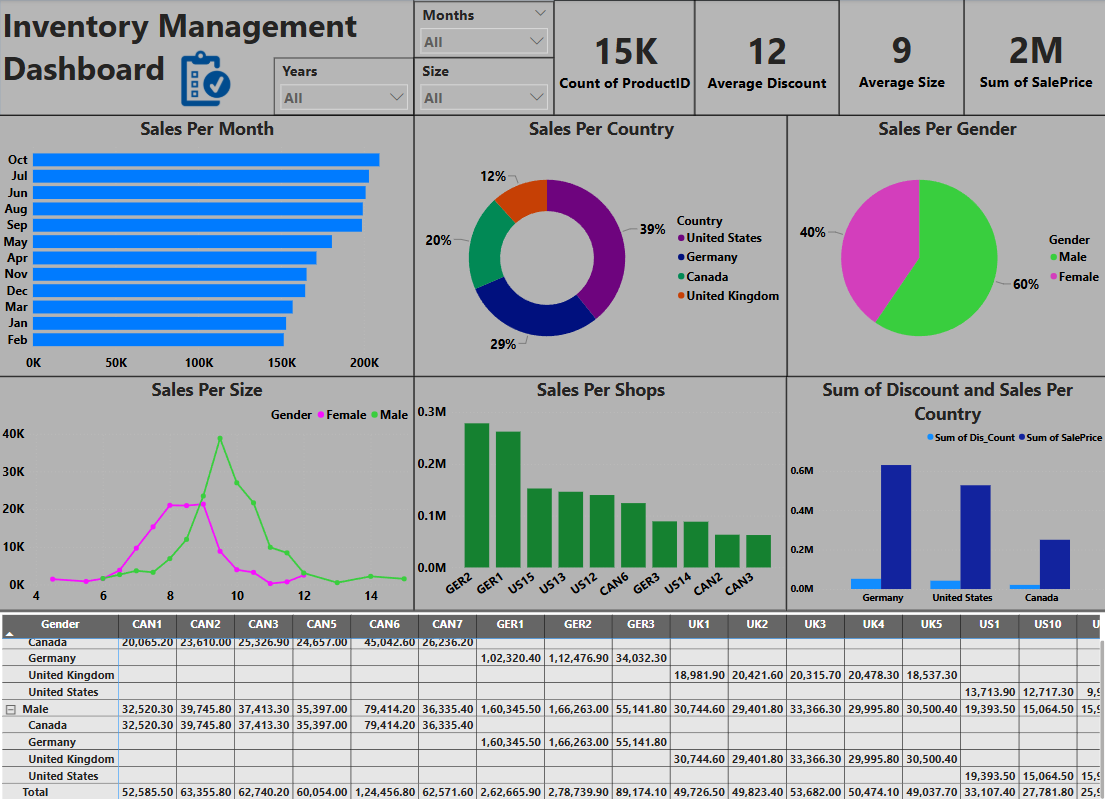 Inventory Management
Dashboard
Years
All
Months
All
Size
All
15K
Count of ProductID
12
Average Discount
9
Average Size
2M
Sum of SalePrice
Sales Per Month
Oct
Jul
Jun
Aug
Sep
May
Apr
Nov
Dec
Mar
Jan
Feb
0K 50K 100K 150K 200K
Sales Per Country
12%
39%
20%
29%
Country
United States
Germany
Canada
United Kingdom
Sales Per Gender
40%
60%
Gender
Male
Female
Sales Per Size
Gender Female Male
40K
30K
20K
10K
0K
4 6 8 10 12 14
Sales Per Shops
0.3M
0.2M
0.1M
0.0M
GER2 GER1 US15 US13 US12 CAN6 GER3 US14 CAN2 CAN3
Sum of Discount and Sales Per
Country
Sum of Dis_Count Sum of SalePrice
0.6M
0.4M
0.2M
0.0M
Germany United States Canada
Gender CAN1 CAN2 CAN3 CAN5 CAN6 CAN7 GER1 GER2 GER3 UK1 UK2 UK3 UK4 UK5 US1 US10
Canada 20,065.20 23,610.00 25,326.90 24,657.00 45,042.60 26,236.20
Germany 1,02,320.40 1,12,476.90 34,032.30
United Kingdom 18,981.90 20,421.60 20,315.70 20,478.30 18,537.30
United States 13,713.90 12,717.30
Male 32,520.30 39,745.80 37,413.30 35,397.00 79,414.20 36,335.40 1,60,345.50 1,66,263.00 55,141.80 30,744.60 29,401.80 33,366.30 29,995.80 30,500.40 19,393.50 15,064.50
Canada 32,520.30 39,745.80 37,413.30 35,397.00 79,414.20 36,335.40
Germany 1,60,345.50 1,66,263.00 55,141.80
United Kingdom 30,744.60 29,401.80 33,366.30 29,995.80 30,500.40
United States 19,393.50 15,064.50
Total 52,585.50 63,355.80 62,740.20 60,054.00 1,24,456.80 62,571.60 2,62,665.90 2,78,739.90 89,174.10 49,726.50 49,823.40 53,682.00 50,474.10 49,037.70 33,107.40 27,781.80